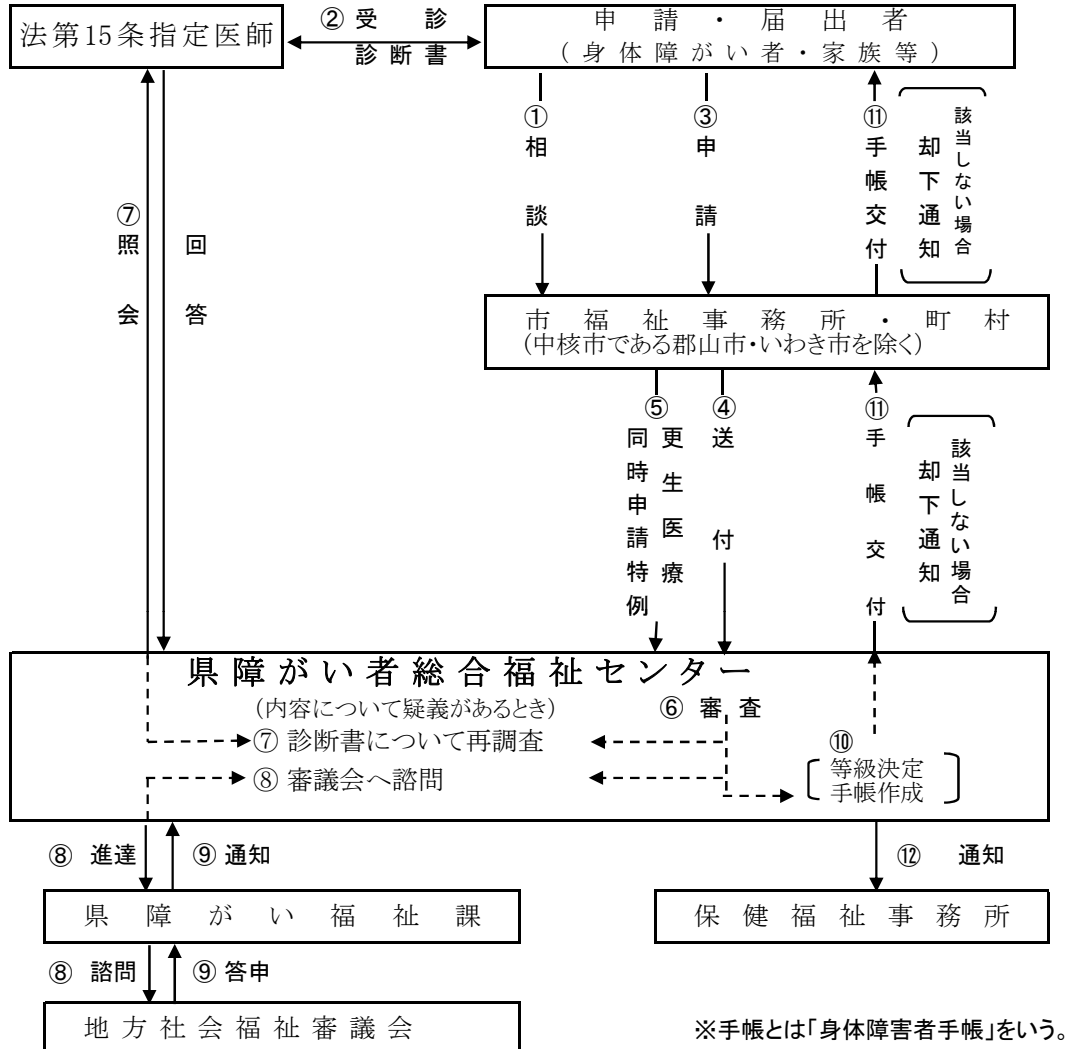 法第15条指定医師
② 受診
診断書
申請・届出者
(身体障がい者・家族等)
①相談
③申請
⑪手帳交付
該当しない場合
却下通知
⑦照会
回答
市福祉事務所・町村
(中核市である郡山市・いわき市を除く)
⑤更生医療
同時申請特例
④送付
⑪手帳交付
該当しない場合
却下通知
県障がい者総合福祉センター
(内容について疑義があるとき)
⑥ 審査
⑦ 診断書について再調査
⑧ 審議会へ諮問
⑩
等級決定
手帳作成
⑧ 進達
⑨ 通知
⑫ 通知
県障がい福祉課
保健福祉事務所
⑧ 諮問
⑨ 答申
地方社会福祉審議会
※手帳とは「身体障害者手帳」をいう。